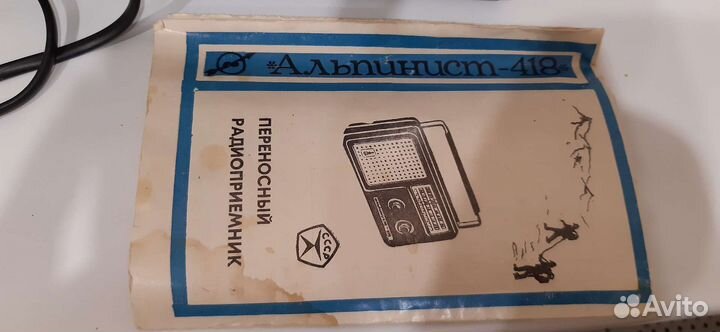 "Альпинист-418"
ПЕРЕНОСНЫЙ
РАДИОПРИЕМНИК
СССР
Avito